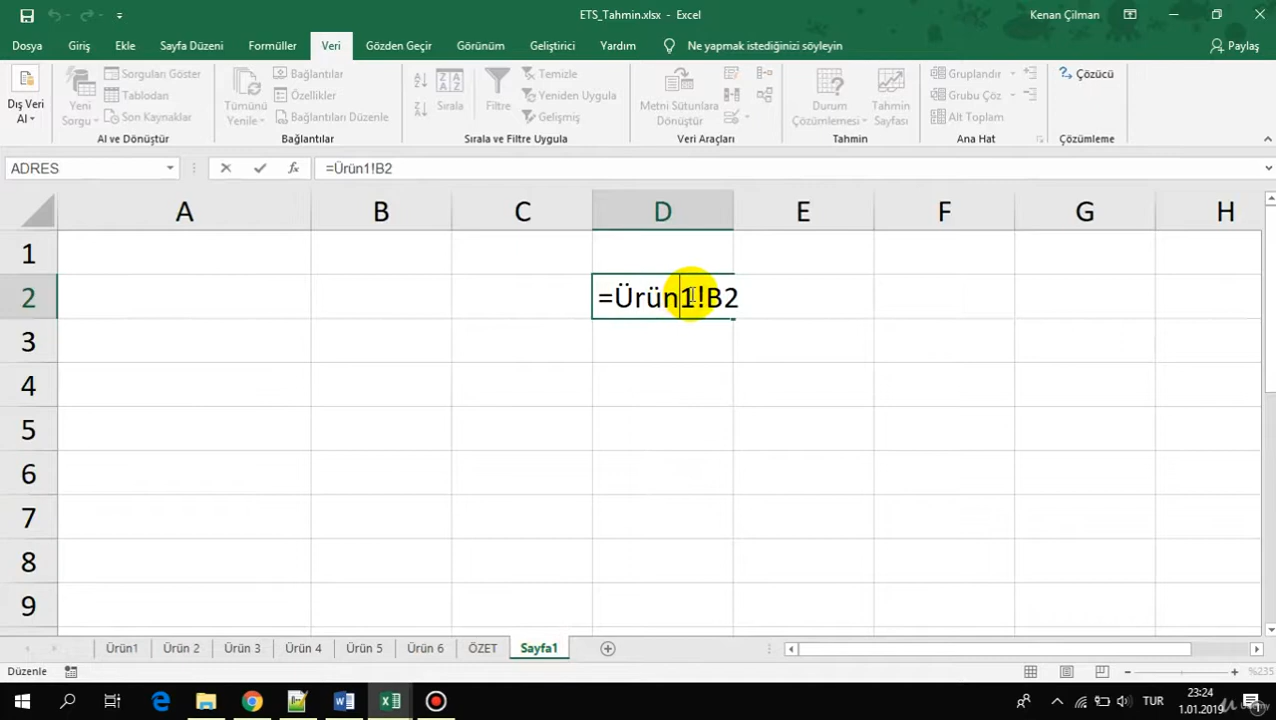 ETS_Tahmin.xlsx - Excel
Kenan Çilman
Dosya Giriş Ekle Sayfa Düzeni Formüller Veri Gözden Geçir Görünüm Geliştirici Yardım Ne yapmak istediğinizi söyleyin Paylaş
Dış Veri Al
Yeni Sorgu
Sorguları Göster
Tablodan
Son Kaynaklar
Al ve Dönüştür
Tümünü Yenile
Bağlantılar
Özellikler
Bağlantıları Düzenle
Bağlantılar
Sırala
Filtre
Temizle
Yeniden Uygula
Gelişmiş
Sırala ve Filtre Uygula
Metni Sütunlara Dönüştür
Veri Araçları
Durum Çözümlemesi
Tahmin Sayfası
Tahmin
Gruplandır
Grubu Çöz
Alt Toplam
Ana Hat
Çözücü
Çözümleme
ADRES
=Ürün1!B2
A B C D E F G H
1
2 =Ürün1!B2
3
4
5
6
7
8
9
Ürün1 Ürün 2 Ürün 3 Ürün 4 Ürün 5 Ürün 6 ÖZET Sayfa1
Düzenle
%235
TUR
23:24
1.01.2019